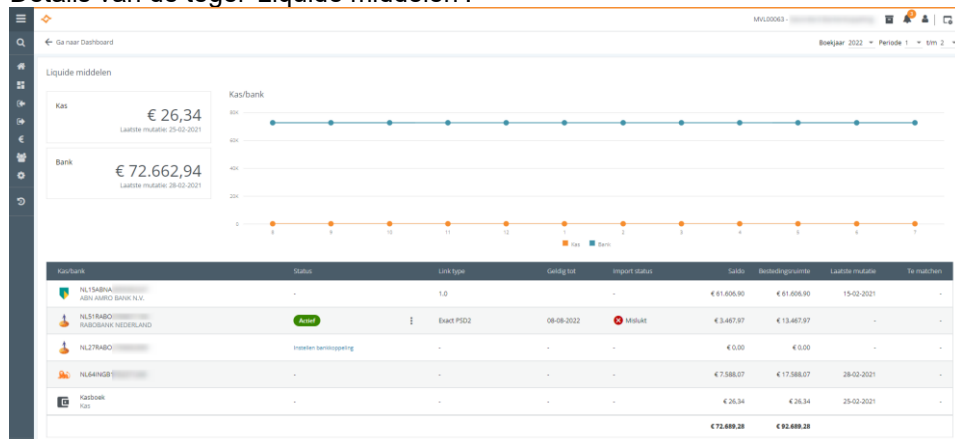 Details van de tegel 'Liquide middelen':
MVL00063 -
← Ga naar Dashboard
Boekjaar 2022 Periode 1 t/m 2
Liquide middelen
Kas
€ 26,34
Laatste mutatie: 25-02-2021
Bank
€ 72.662,94
Laatste mutatie: 28-02-2021
Kas/bank
80K
60K
40K
20K
0
8 9 10 11 12 1 2 3 4 5 6 7
Kas Bank
Kas/bank Status Link type Geldig tot Import status Saldo Bestedingsruimte Laatste mutatie Te matchen
NL15ABNA - 1.0 - € 61.606,90 € 61.606,90 15-02-2021 -
ABN AMRO BANK N.V.
NL51RABO Actief Exact PSD2 08-08-2022 Mislukt € 3.467,97 € 13.467,97 - -
RABOBANK NEDERLAND
NL27RABO Instellen bankkoppeling - - - € 0,00 € 0,00 - -
NL64INGB - - - - € 7.588,07 € 17.588,07 28-02-2021 -
Kasboek - - - - € 26,34 € 26,34 25-02-2021 -
Kas
€ 72.689,28 € 92.689,28